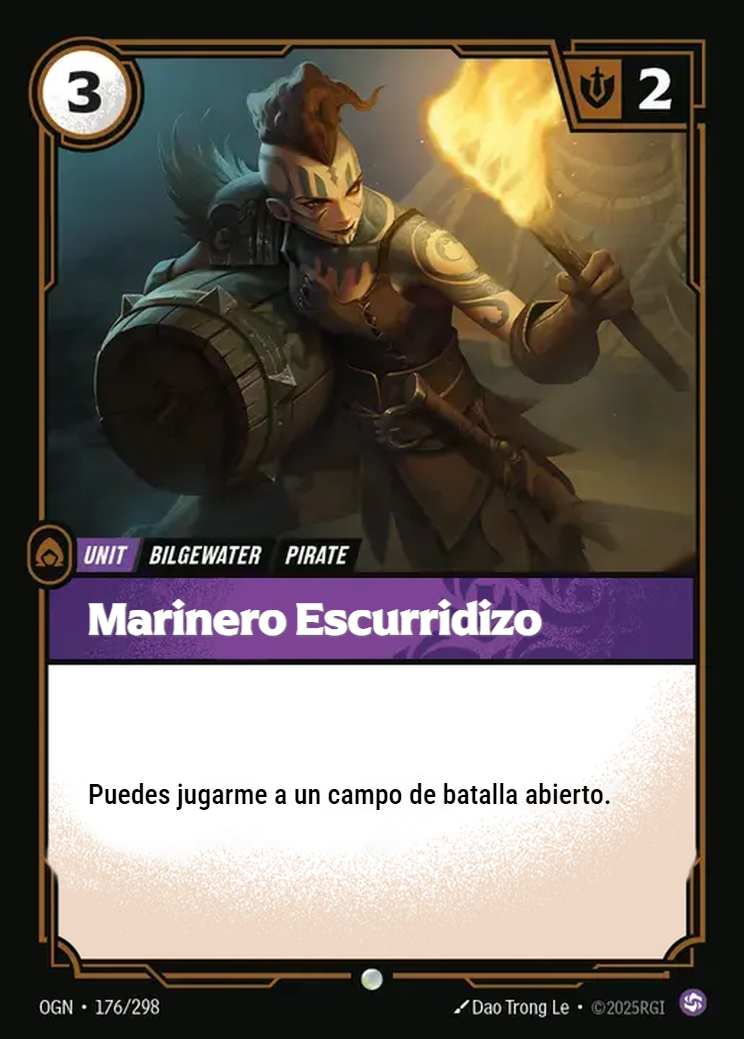 3
2
UNIT BILGEWATER PIRATE
Marinero Escurridizo
Puedes jugarme a un campo de batalla abierto.
OGN • 176/298
Dao Trong Le • ©2025RGI